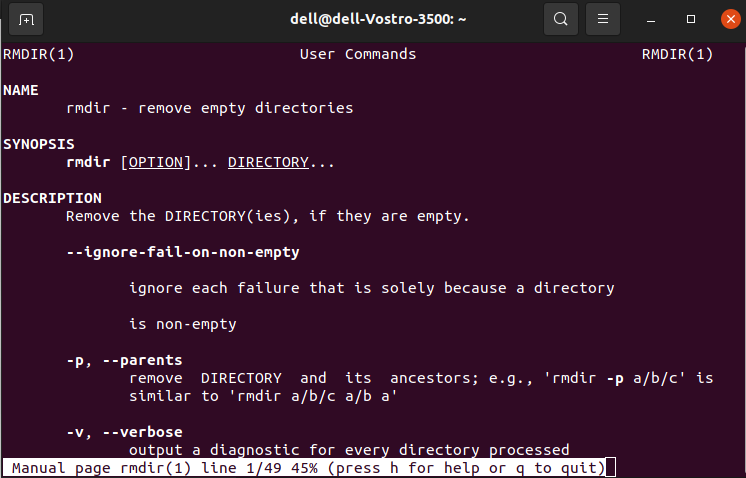 dell@dell-Vostro-3500: ~
RMDIR(1) User Commands RMDIR(1)
NAME
rmdir - remove empty directories
SYNOPSIS
rmdir [OPTION]... DIRECTORY...
DESCRIPTION
Remove the DIRECTORY(ies), if they are empty.
--ignore-fail-on-non-empty
ignore each failure that is solely because a directory
is non-empty
-p, --parents
remove DIRECTORY and its ancestors; e.g., 'rmdir -p a/b/c' is
similar to 'rmdir a/b/c a/b a'
-v, --verbose
output a diagnostic for every directory processed
Manual page rmdir(1) line 1/49 45% (press h for help or q to quit)